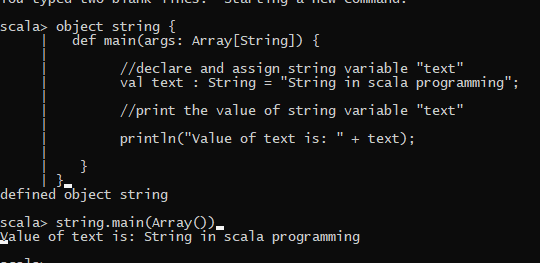 You typed two blank lines. Starting a new command.
scala> object string {
| def main(args: Array[String]) {
|
| //declare and assign string variable "text"
| val text : String = "String in scala programming";
|
| //print the value of string variable "text"
|
| println("Value of text is: " + text);
|
| }
| }
defined object string
scala> string.main(Array())
Value of text is: String in scala programming
scala>